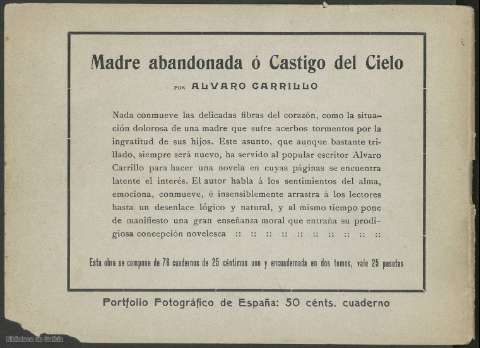 Madre abandonada ó Castigo del Cielo
POR ALVARO CARRILLO
Nada conmueve las delicadas fibras del corazón, como la situa-
ción dolorosa de una madre que sufre acerbos tormentos por la
ingratitud de sus hijos. Este asunto, que aunque bastante tri-
llado, siempre será nuevo, ha servido al popular escritor Alvaro
Carrillo para hacer una novela en cuyas páginas se encuentra
latente el interés. El autor habla á los sentimientos del alma,
emociona, conmueve, é insensiblemente arrastra á los lectores
hasta un desenlace lógico y natural, y al mismo tiempo pone
de manifiesto una gran enseñanza moral que entraña su prodi-
giosa concepción novelesca :: :: :: :: :: :: :: :: ::
Esta obra se compone de 78 cuadernos de 25 céntimos uno y encuadernada en dos tomos, vale 25 pesetas
Portfolio Fotográfico de España: 50 cénts. cuaderno
Biblioteca de Galicia